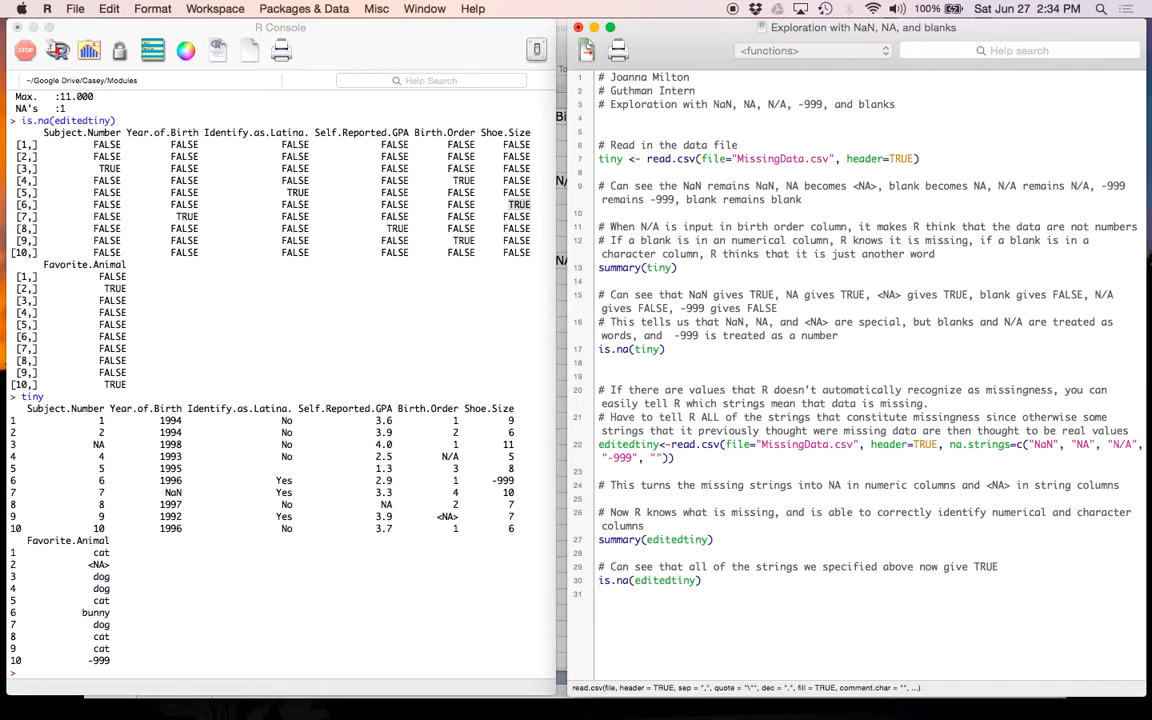 R File Edit Format Workspace Packages & Data Misc Window Help 100% Sat Jun 27 2:34 PM
R Console
STOP
~/Google Drive/Casey/Modules Help Search
Max. :11.000
NA's :1
> is.na(editedtiny)
Subject.Number Year.of.Birth Identify.as.Latina. Self.Reported.GPA Birth.Order Shoe.Size
[1,] FALSE FALSE FALSE FALSE FALSE FALSE
[2,] FALSE FALSE FALSE FALSE FALSE FALSE
[3,] TRUE FALSE FALSE FALSE FALSE FALSE
[4,] FALSE FALSE FALSE FALSE TRUE FALSE
[5,] FALSE FALSE TRUE FALSE FALSE FALSE
[6,] FALSE FALSE FALSE FALSE FALSE TRUE
[7,] FALSE TRUE FALSE FALSE FALSE FALSE
[8,] FALSE FALSE FALSE TRUE FALSE FALSE
[9,] FALSE FALSE FALSE FALSE TRUE FALSE
[10,] FALSE FALSE FALSE FALSE FALSE FALSE
Favorite.Animal
[1,] FALSE
[2,] TRUE
[3,] FALSE
[4,] FALSE
[5,] FALSE
[6,] FALSE
[7,] FALSE
[8,] FALSE
[9,] FALSE
[10,] TRUE
> tiny
Subject.Number Year.of.Birth Identify.as.Latina. Self.Reported.GPA Birth.Order Shoe.Size
1 1 1994 No 3.6 1 9
2 2 1994 No 3.9 2 6
3 NA 1998 No 4.0 1 11
4 4 1993 No 2.5 N/A 5
5 5 1995 1.3 3 8
6 6 1996 Yes 2.9 1 -999
7 7 NaN Yes 3.3 4 10
8 8 1997 No NA 2 7
9 9 1992 Yes 3.9 <NA> 7
10 10 1996 No 3.7 1 6
Favorite.Animal
1 cat
2 <NA>
3 dog
4 dog
5 cat
6 bunny
7 dog
8 cat
9 cat
10 -999
>
Exploration with NaN, NA, and blanks
<functions> Help search
1 # Joanna Milton
2 # Guthman Intern
3 # Exploration with NaN, NA, N/A, -999, and blanks
4
5
6 # Read in the data file
7 tiny <- read.csv(file="MissingData.csv", header=TRUE)
8
9 # Can see the NaN remains NaN, NA becomes <NA>, blank becomes NA, N/A remains N/A, -999
remains -999, blank remains blank
10
11 # When N/A is input in birth order column, it makes R think that the data are not numbers
12 # If a blank is in an numerical column, R knows it is missing, if a blank is in a
character column, R thinks that it is just another word
13 summary(tiny)
14
15 # Can see that NaN gives TRUE, NA gives TRUE, <NA> gives TRUE, blank gives FALSE, N/A
gives FALSE, -999 gives FALSE
16 # This tells us that NaN, NA, and <NA> are special, but blanks and N/A are treated as
words, and -999 is treated as a number
17 is.na(tiny)
18
19
20 # If there are values that R doesn't automatically recognize as missingness, you can
easily tell R which strings mean that data is missing.
21 # Have to tell R ALL of the strings that constitute missingness since otherwise some
strings that it previously thought were missing data are then thought to be real values
22 editedtiny<-read.csv(file="MissingData.csv", header=TRUE, na.strings=c("NaN", "NA", "N/A",
"-999", ""))
23
24 # This turns the missing strings into NA in numeric columns and <NA> in string columns
25
26 # Now R knows what is missing, and is able to correctly identify numerical and character
columns
27 summary(editedtiny)
28
29 # Can see that all of the strings we specified above now give TRUE
30 is.na(editedtiny)
31
read.csv(file, header = TRUE, sep = ",", quote = "\"", dec = ".", fill = TRUE, comment.char = "", ...)